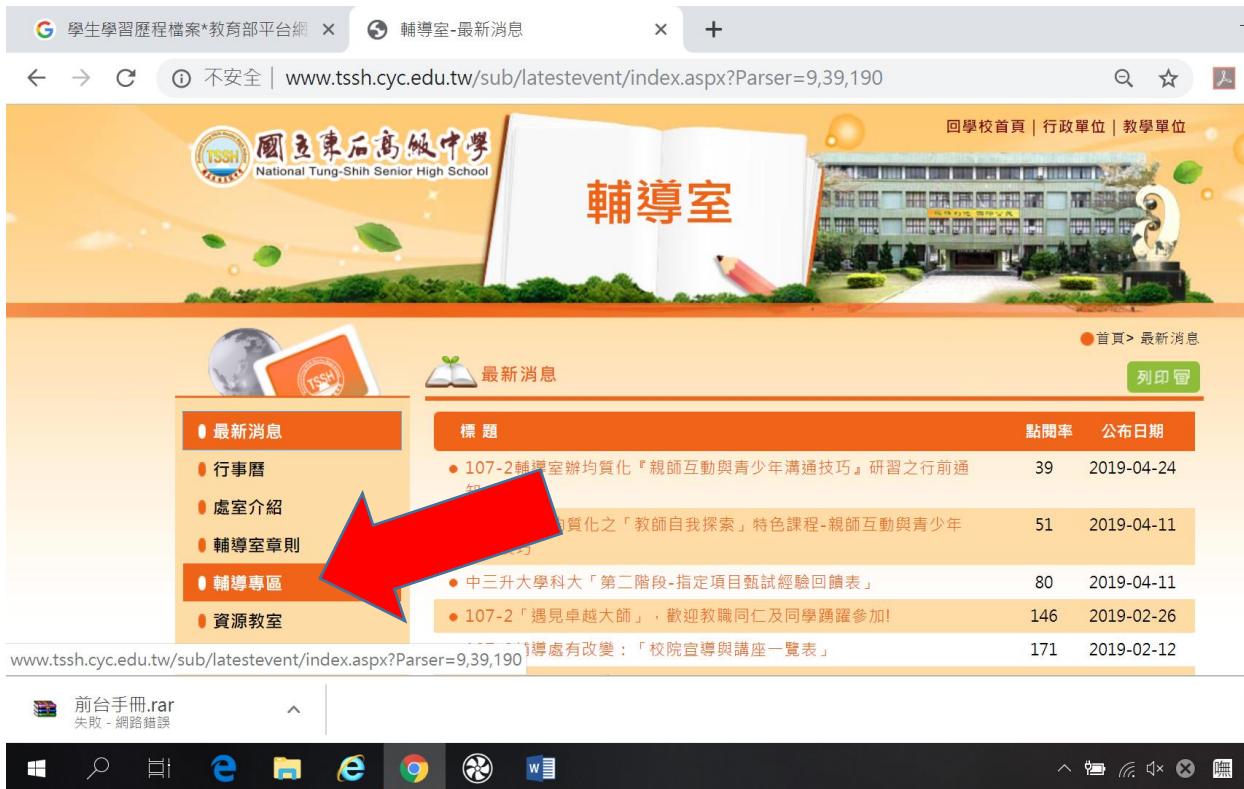 學生學習歷程檔案*教育部平台網
輔導室-最新消息
不安全 | www.tssh.cyc.edu.tw/sub/latestevent/index.aspx?Parser=9,39,190
回學校首頁 | 行政單位 | 教學單位
TSSH
國立東石高級中學
National Tung-Shih Senior High School
輔導室
首頁> 最新消息
TSSH
最新消息
列印
最新消息
標 題 點閱率 公布日期
行事曆
107-2輔導室辦均質化『親師互動與青少年溝通技巧』研習之行前通 39 2019-04-24
處室介紹
質化之「教師自我探索」特色課程-親師互動與青少年 51 2019-04-11
輔導室章則
輔導專區
中三升大學科大「第二階段-指定項目甄試經驗回饋表」 80 2019-04-11
資源教室
107-2「遇見卓越大師」，歡迎教職同仁及同學踴躍參加! 146 2019-02-26
輔導處有改變：「校院宣導與講座一覽表」 171 2019-02-12
www.tssh.cyc.edu.tw/sub/latestevent/index.aspx?Parser=9,39,190
前台手冊.rar
失敗 - 網路錯誤